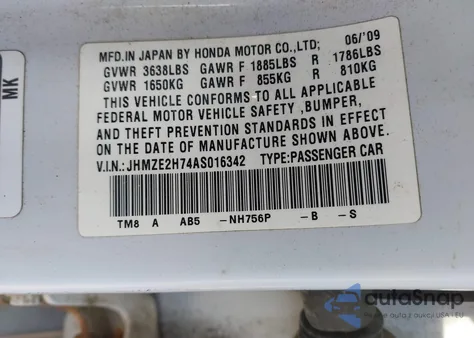 MFD.IN JAPAN BY HONDA MOTOR CO.,LTD; 06/'09
GVWR 3638LBS GAWR F 1885LBS R 1786LBS
GVWR 1650KG GAWR F 855KG R 810KG
THIS VEHICLE CONFORMS TO ALL APPLICABLE
FEDERAL MOTOR VEHICLE SAFETY ,BUMPER,
AND THEFT PREVENTION STANDARDS IN EFFECT
ON THE DATE OF MANUFACTURE SHOWN ABOVE.
V.I.N.: JHMZE2H74AS016342 TYPE:PASSENGER CAR
TM8 A AB5 -NH756P -B -S
MK
autoSnap